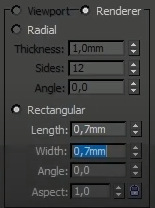 Viewport Renderer
Radial
Thickness: 1,0mm
Sides: 12
Angle: 0,0
Rectangular
Length: 0,7mm
Width: 0,7mm
Angle: 0,0
Aspect: 1,0